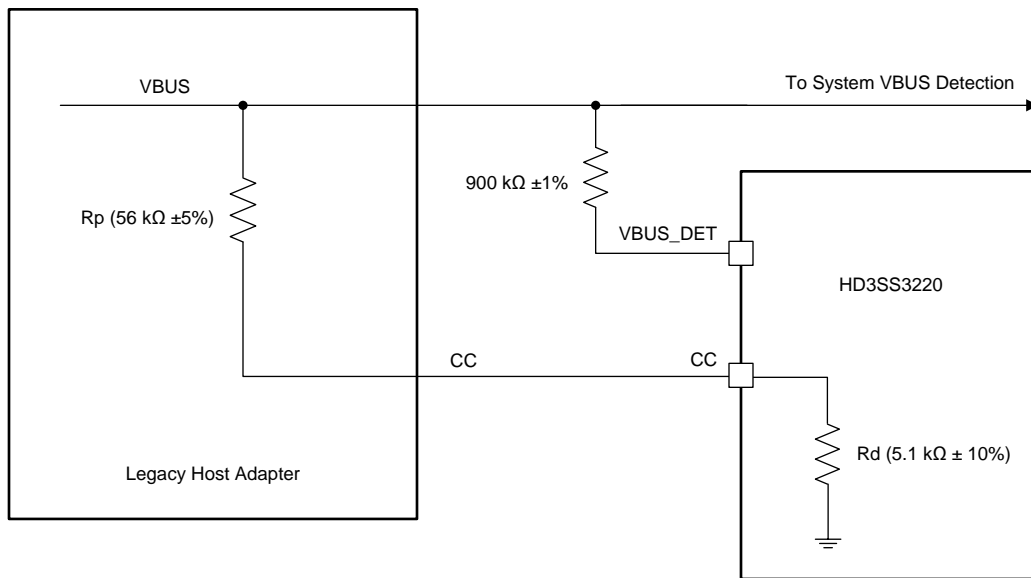 VBUS
To System VBUS Detection
900 kΩ ±1%
Rp (56 kΩ ±5%)
VBUS_DET
HD3SS3220
CC
CC
Rd (5.1 kΩ ± 10%)
Legacy Host Adapter